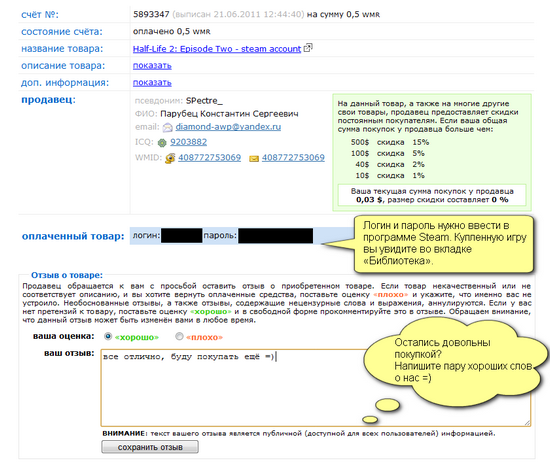 счёт №: 5893347 (выписан 21.06.2011 12:44:40) на сумму 0,5 WMR
состояние счёта: оплачено 0,5 WMR
название товара: Half-Life 2: Episode Two - steam account
описание товара: показать
доп. информация: показать
продавец: псевдоним: SPectre_
ФИО: Парубец Константин Сергеевич
email: diamond-awp@yandex.ru
ICQ: 9203882
WMID: 408772753069 408772753069
На данный товар, а также на многие другие
свои товары, продавец предоставляет скидки
постоянным покупателям. Если ваша общая
сумма покупок у продавца больше чем:
500$ скидка 15%
100$ скидка 5%
40$ скидка 2%
10$ скидка 1%
Ваша текущая сумма покупок у продавца
0,03 $, размер скидки составляет 0 %
оплаченный товар: логин: пароль:
Логин и пароль нужно ввести в
программе Steam. Купленную игру
вы увидите во вкладке
«Библиотека».
Отзыв о товаре:
Продавец обращается к вам с просьбой оставить отзыв о приобретенном товаре. Если товар некачественный или не
соответствует описанию, и вы хотите вернуть оплаченные средства, поставьте оценку «плохо» и укажите, что именно вас не
устроило. Необоснованные отзывы, а также отзывы, содержащие нецензурные слова и выражения, аннулируются. Если у вас
нет претензий к товару, поставьте оценку «хорошо» и в свободной форме прокомментируйте это в отзыве. Обращаем внимание,
что данный отзыв может быть изменён вами в любое время.
ваша оценка: «хорошо» «плохо»
ваш отзыв: все отлично, буду покупать ещё =)
Остались довольны
покупкой?
Напишите пару хороших слов
о нас =)
ВНИМАНИЕ: текст вашего отзыва является публичной (доступной для всех пользователей) информацией.
сохранить отзыв